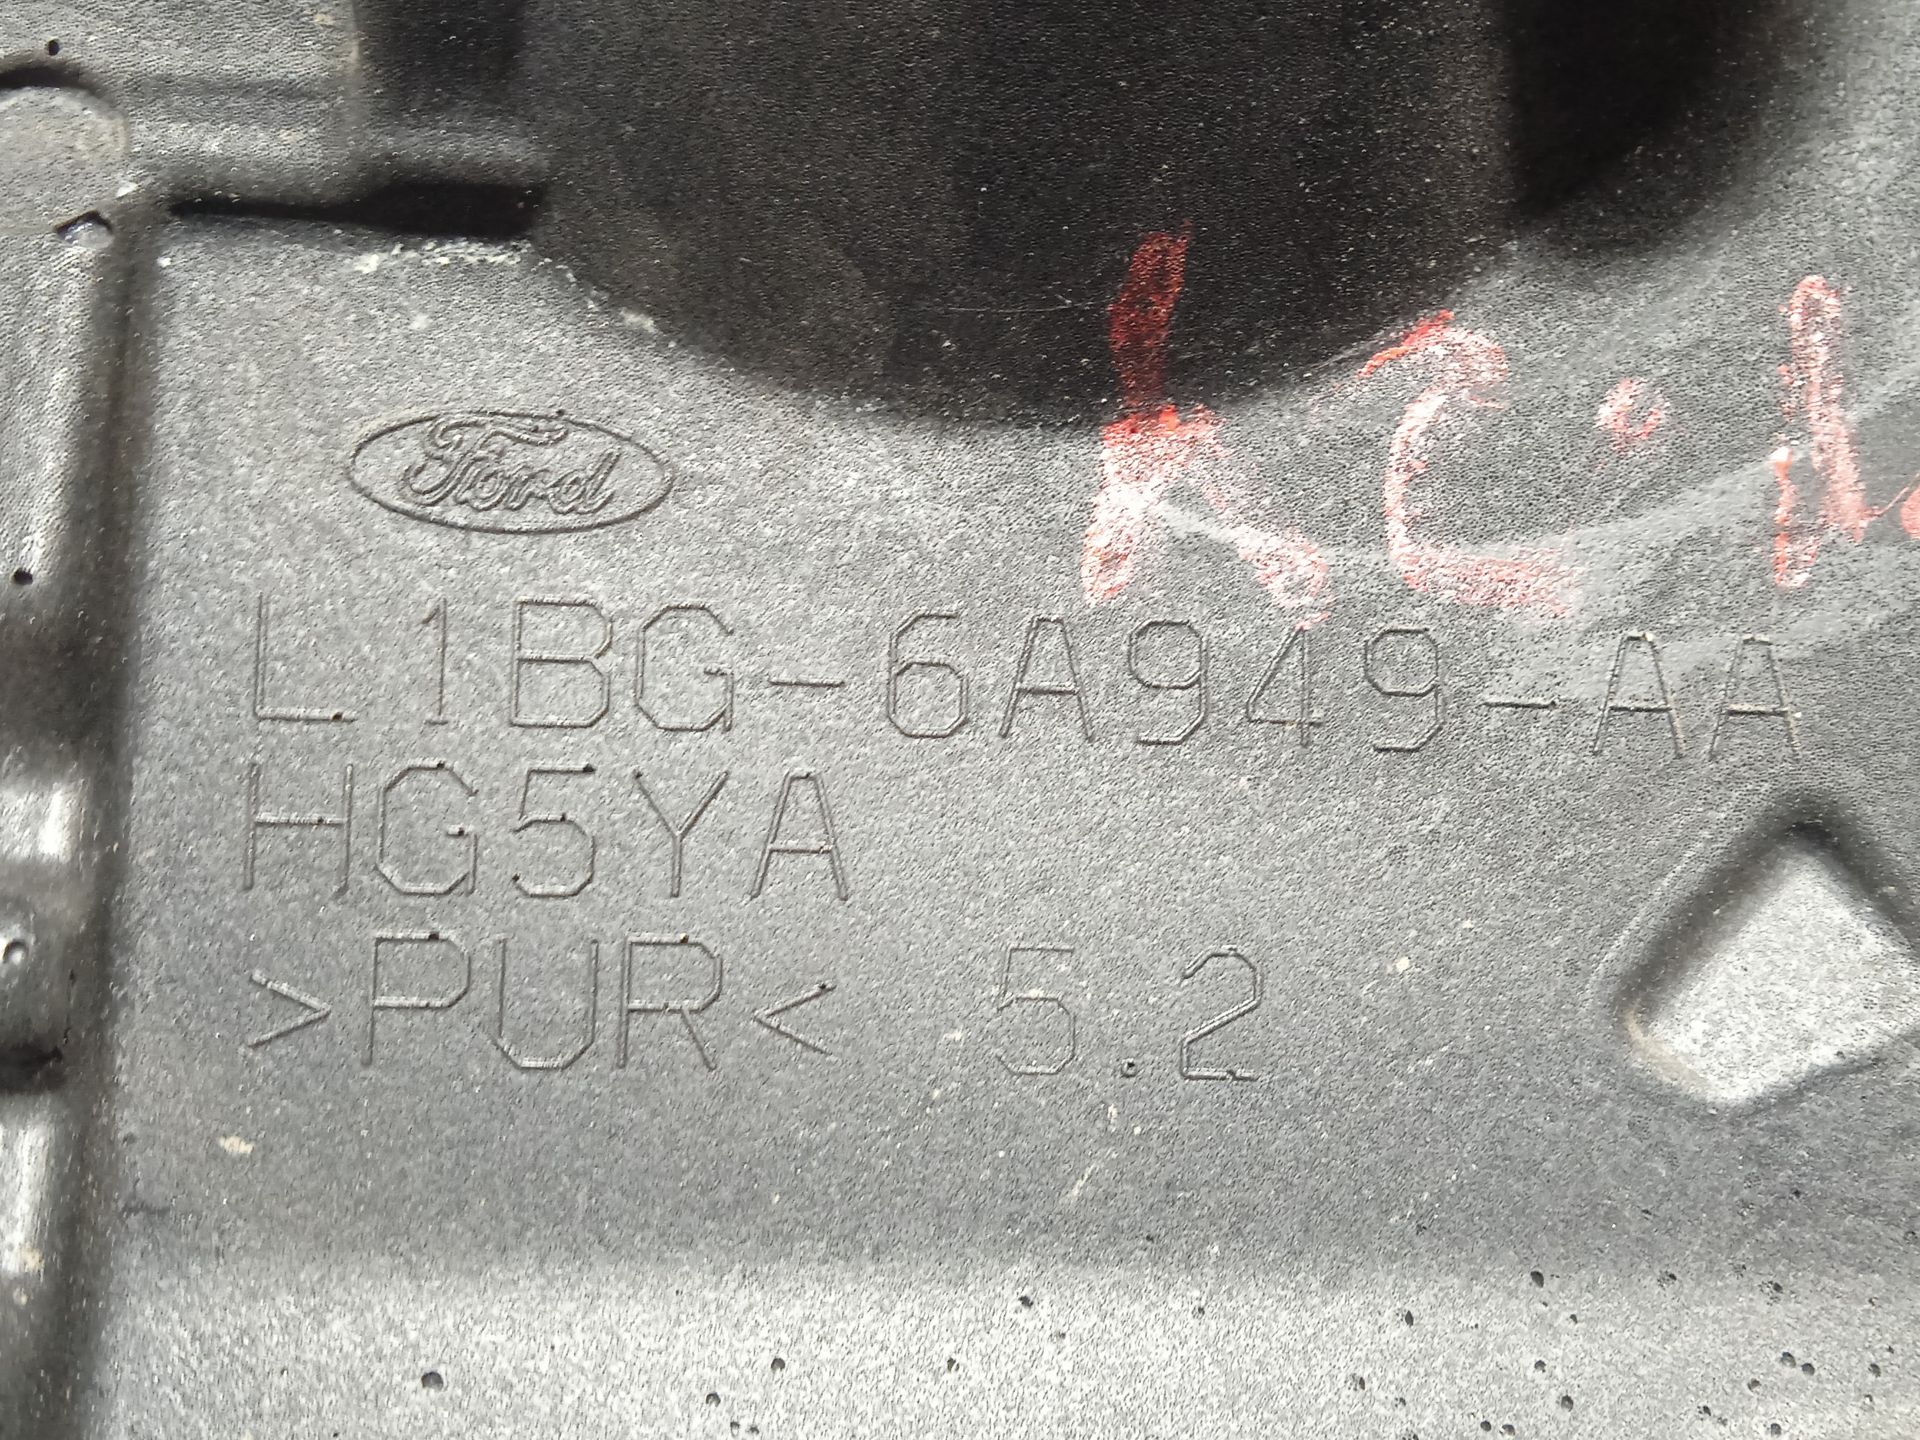 Ford
L1BG-6A949-AA
HG5YA
>PUR< 5.2